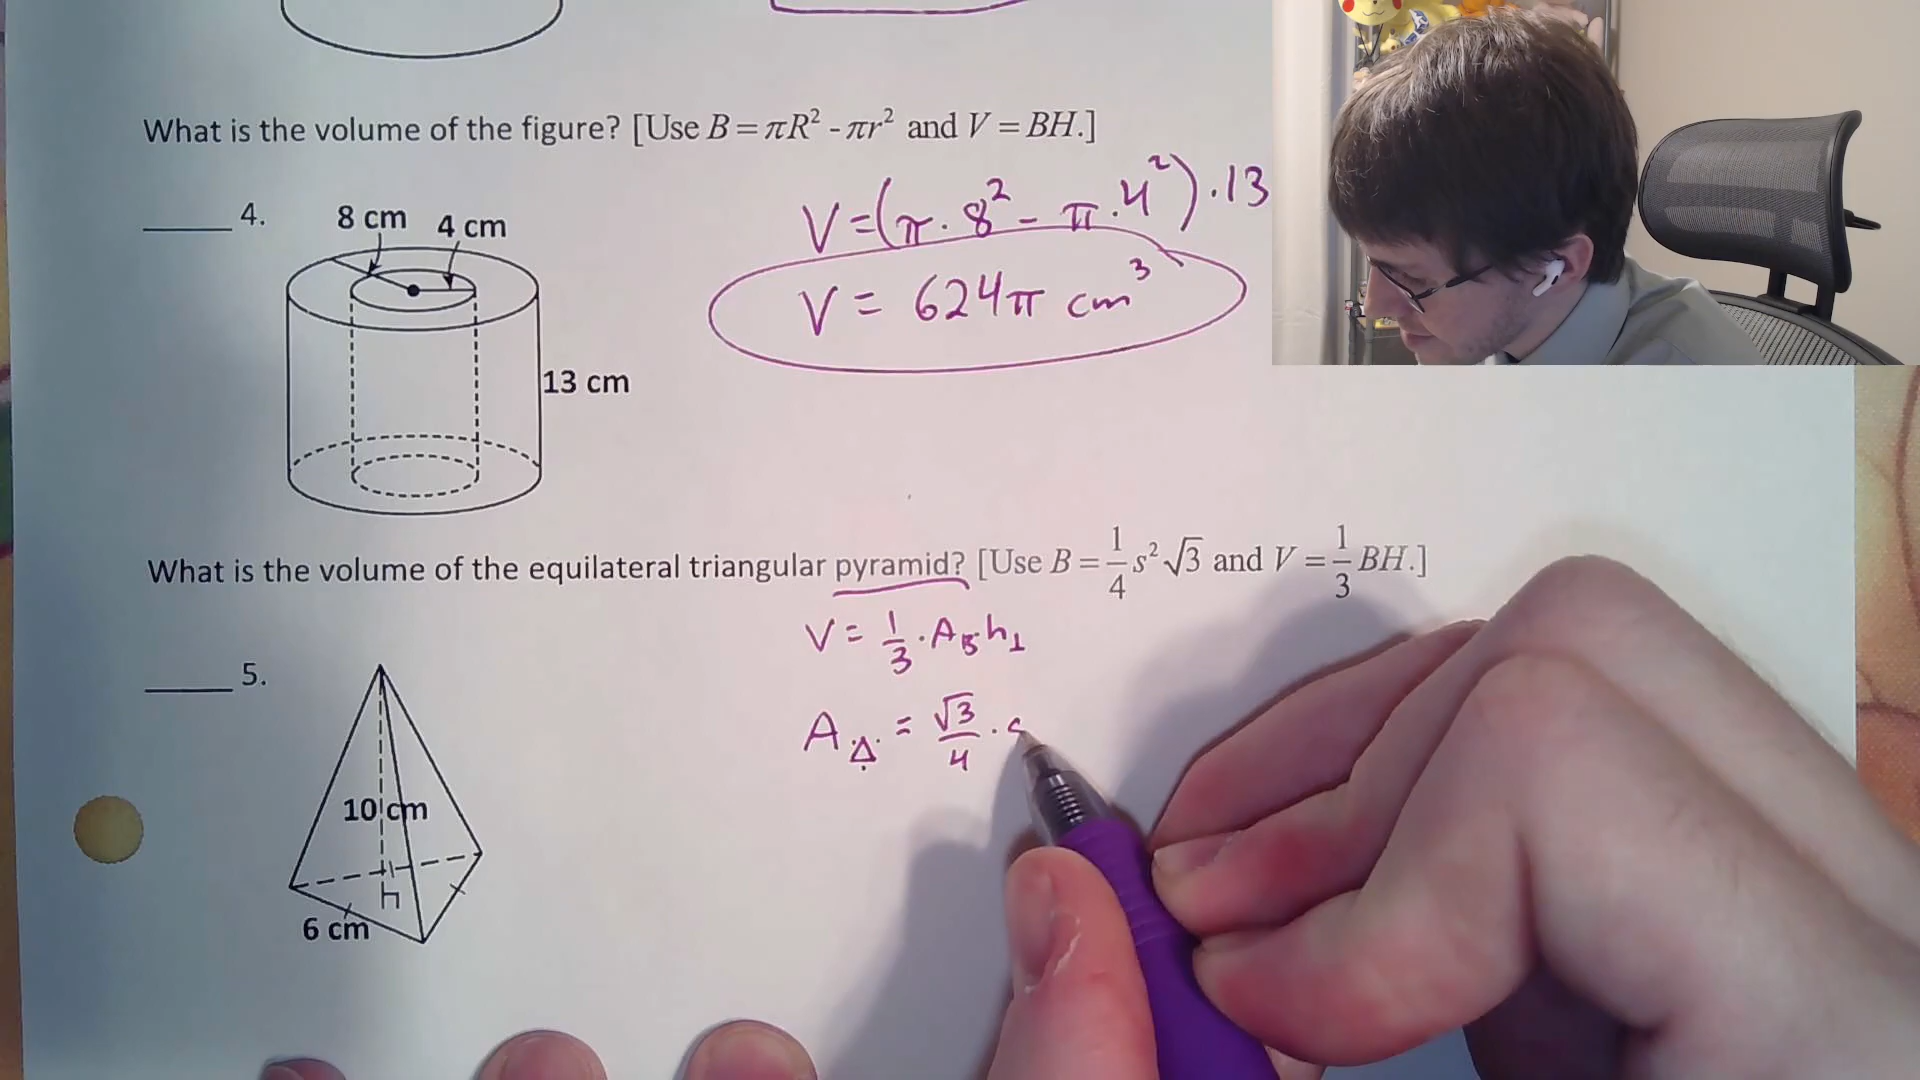 What is the volume of the figure? [Use B = πR² - πr² and V = BH.]
4.
8 cm
4 cm
13 cm
V = (π · 8² - π · 4²) · 13
V = 624π cm³
What is the volume of the equilateral triangular pyramid? [Use B = 1/4 s²√3 and V = 1/3 BH.]
5.
10 cm
6 cm
V = 1/3 · A_B · h⊥
A_△ = √3/4 ·